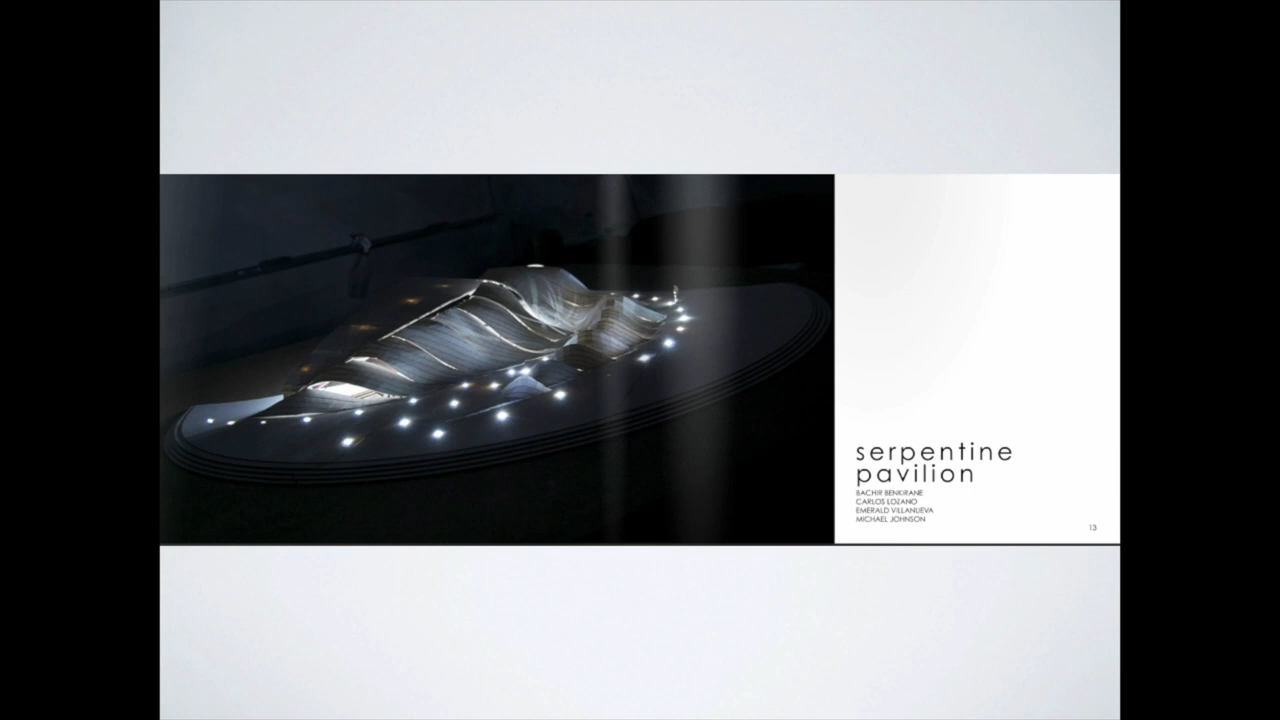 serpentine
pavilion
BACHIR BENKIRANE
CARLOS LOZANO
EMERALD VILLANUEVA
MICHAEL JOHNSON
13